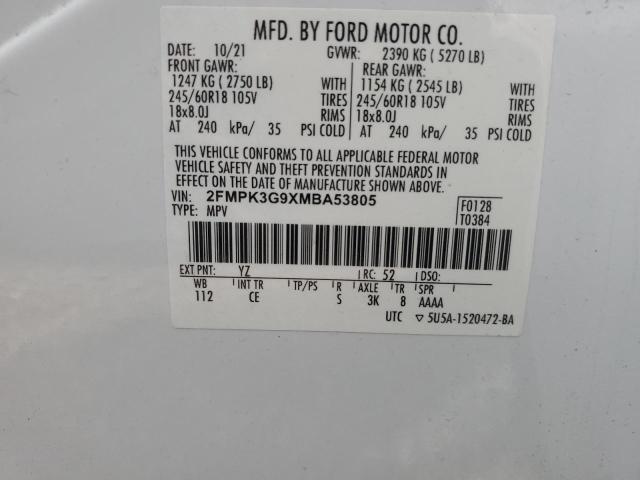 MFD. BY FORD MOTOR CO.
DATE: 10/21 GVWR: 2390 KG ( 5270 LB)
FRONT GAWR: REAR GAWR:
1247 KG ( 2750 LB) WITH 1154 KG ( 2545 LB) WITH
245/60R18 105V TIRES 245/60R18 105V TIRES
18x8.0J RIMS 18x8.0J RIMS
AT 240 kPa/ 35 PSI COLD AT 240 kPa/ 35 PSI COLD
THIS VEHICLE CONFORMS TO ALL APPLICABLE FEDERAL MOTOR
VEHICLE SAFETY AND THEFT PREVENTION STANDARDS IN
EFFECT ON THE DATE OF MANUFACTURE SHOWN ABOVE.
VIN: 2FMPK3G9XMBA53805 F0128
TYPE: MPV T0384
EXT PNT: YZ RC: 52 DSO:
WB INT TR TP/PS R AXLE TR SPR
112 CE S 3K 8 AAAA
UTC ▽ 5U5A-1520472-BA